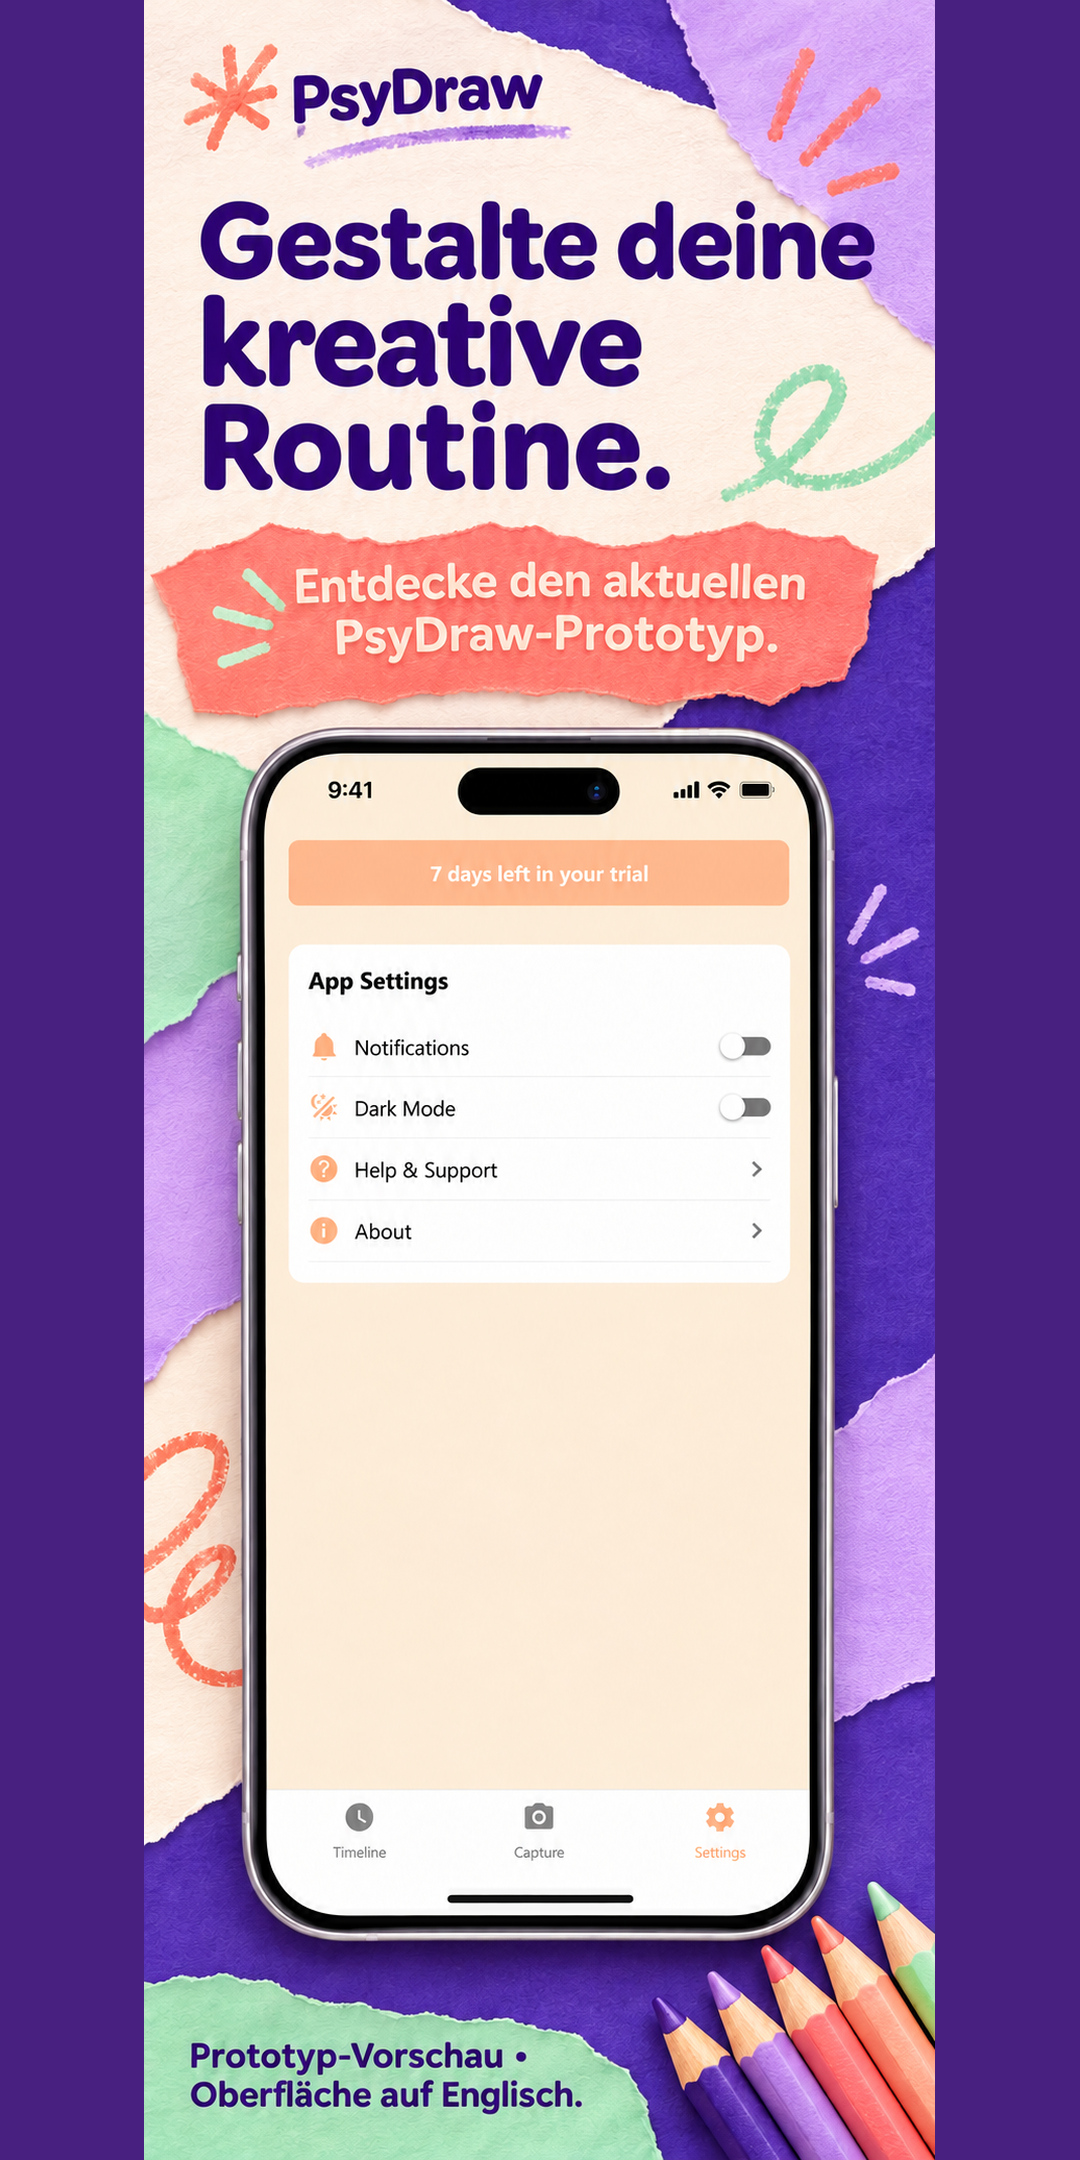 PsyDraw
Gestalte deine
kreative
Routine.
Entdecke den aktuellen
PsyDraw-Prototyp.
9:41
7 days left in your trial
App Settings
Notifications
Dark Mode
Help & Support
About
Timeline
Capture
Settings
Prototyp-Vorschau •
Oberfläche auf Englisch.